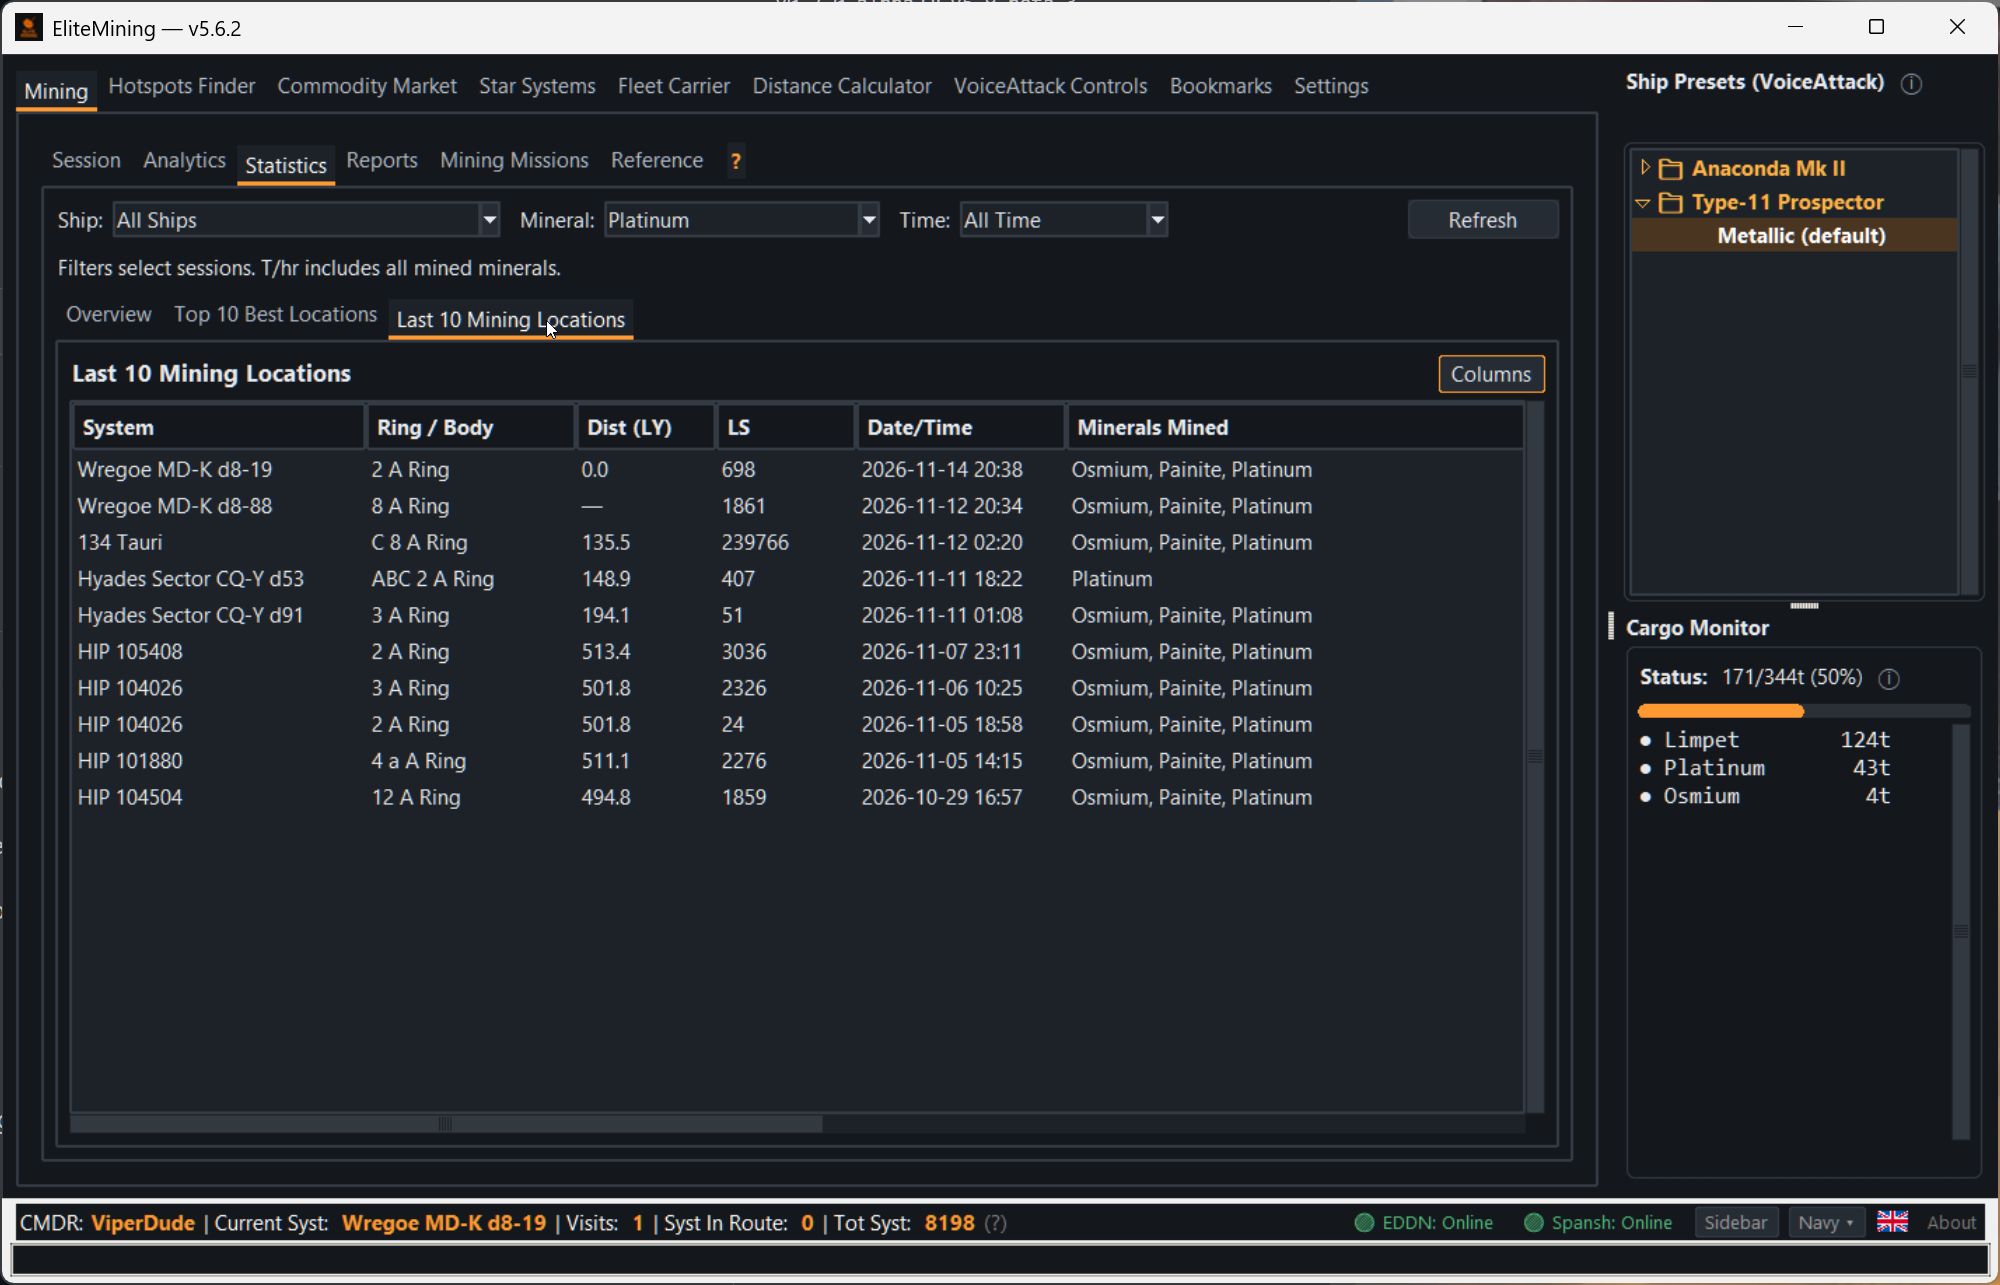 EliteMining — v5.6.2
Mining Hotspots Finder Commodity Market Star Systems Fleet Carrier Distance Calculator VoiceAttack Controls Bookmarks Settings
Ship Presets (VoiceAttack)
Session Analytics Statistics Reports Mining Missions Reference ?
Ship: All Ships Mineral: Platinum Time: All Time Refresh
Filters select sessions. T/hr includes all mined minerals.
Overview Top 10 Best Locations Last 10 Mining Locations
Last 10 Mining Locations Columns
System Ring / Body Dist (LY) LS Date/Time Minerals Mined
Wregoe MD-K d8-19 2 A Ring 0.0 698 2026-11-14 20:38 Osmium, Painite, Platinum
Wregoe MD-K d8-88 8 A Ring — 1861 2026-11-12 20:34 Osmium, Painite, Platinum
134 Tauri C 8 A Ring 135.5 239766 2026-11-12 02:20 Osmium, Painite, Platinum
Hyades Sector CQ-Y d53 ABC 2 A Ring 148.9 407 2026-11-11 18:22 Platinum
Hyades Sector CQ-Y d91 3 A Ring 194.1 51 2026-11-11 01:08 Osmium, Painite, Platinum
HIP 105408 2 A Ring 513.4 3036 2026-11-07 23:11 Osmium, Painite, Platinum
HIP 104026 3 A Ring 501.8 2326 2026-11-06 10:25 Osmium, Painite, Platinum
HIP 104026 2 A Ring 501.8 24 2026-11-05 18:58 Osmium, Painite, Platinum
HIP 101880 4 a A Ring 511.1 2276 2026-11-05 14:15 Osmium, Painite, Platinum
HIP 104504 12 A Ring 494.8 1859 2026-10-29 16:57 Osmium, Painite, Platinum
Anaconda Mk II
Type-11 Prospector
Metallic (default)
Cargo Monitor
Status: 171/344t (50%)
Limpet 124t
Platinum 43t
Osmium 4t
CMDR: ViperDude | Current Syst: Wregoe MD-K d8-19 | Visits: 1 | Syst In Route: 0 | Tot Syst: 8198 (?)
EDDN: Online Spansh: Online Sidebar Navy About